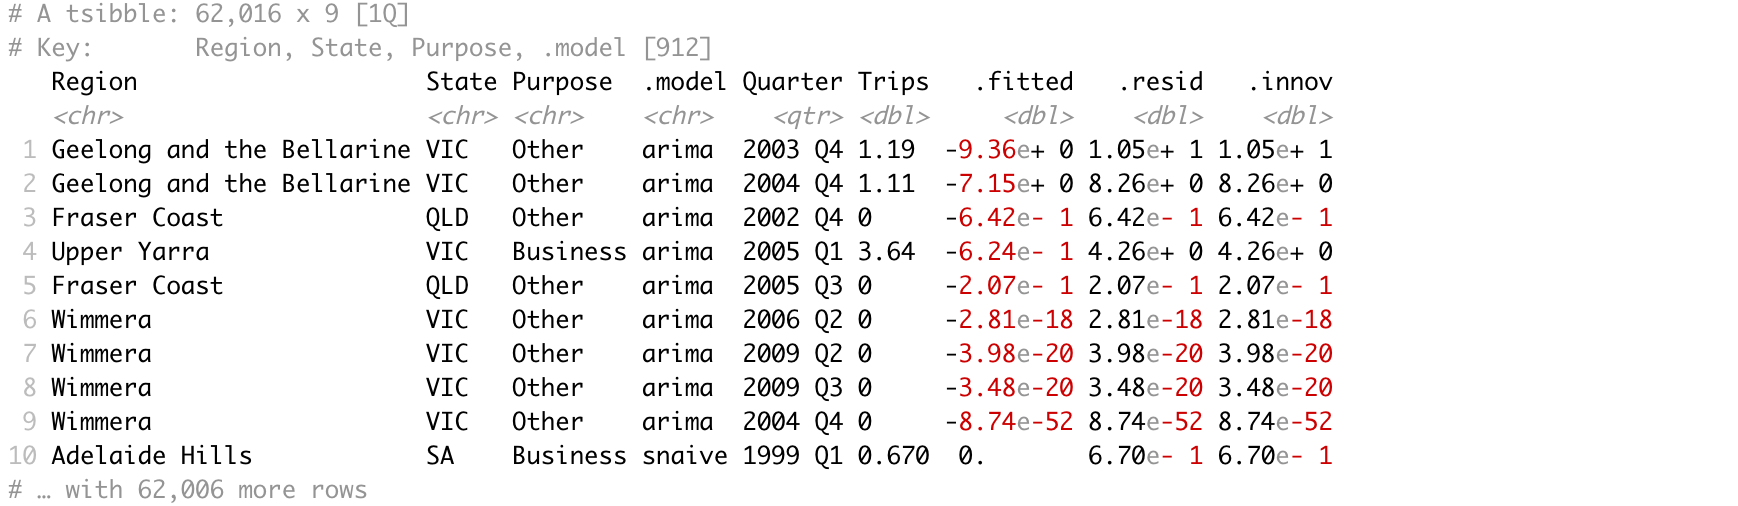 # A tsibble: 62,016 x 9 [1Q]
# Key:       Region, State, Purpose, .model [912]
   Region                    State Purpose  .model Quarter Trips   .fitted   .resid   .innov
   <chr>                     <chr> <chr>    <chr>    <qtr> <dbl>     <dbl>    <dbl>    <dbl>
 1 Geelong and the Bellarine VIC   Other    arima  2003 Q4 1.19  -9.36e+ 0 1.05e+ 1 1.05e+ 1
 2 Geelong and the Bellarine VIC   Other    arima  2004 Q4 1.11  -7.15e+ 0 8.26e+ 0 8.26e+ 0
 3 Fraser Coast              QLD   Other    arima  2002 Q4 0     -6.42e- 1 6.42e- 1 6.42e- 1
 4 Upper Yarra               VIC   Business arima  2005 Q1 3.64  -6.24e- 1 4.26e+ 0 4.26e+ 0
 5 Fraser Coast              QLD   Other    arima  2005 Q3 0     -2.07e- 1 2.07e- 1 2.07e- 1
 6 Wimmera                   VIC   Other    arima  2006 Q2 0     -2.81e-18 2.81e-18 2.81e-18
 7 Wimmera                   VIC   Other    arima  2009 Q2 0     -3.98e-20 3.98e-20 3.98e-20
 8 Wimmera                   VIC   Other    arima  2009 Q3 0     -3.48e-20 3.48e-20 3.48e-20
 9 Wimmera                   VIC   Other    arima  2004 Q4 0     -8.74e-52 8.74e-52 8.74e-52
10 Adelaide Hills            SA    Business snaive 1999 Q1 0.670  0.       6.70e- 1 6.70e- 1
# … with 62,006 more rows